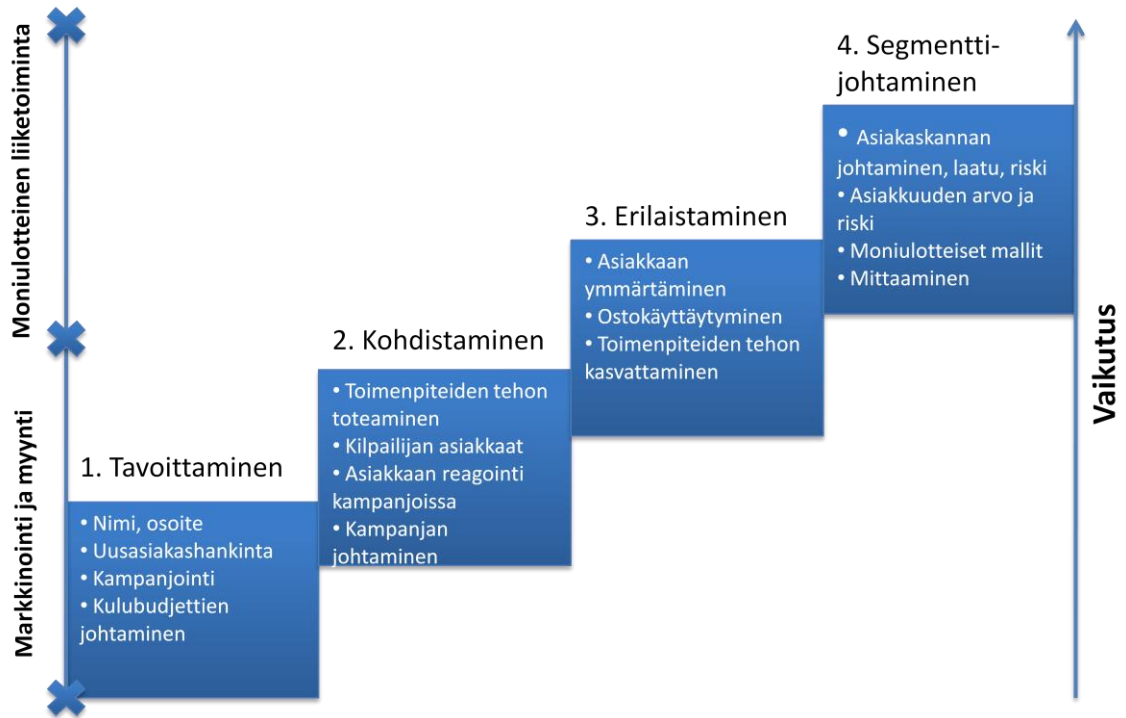 Moniulotteinen liiketoiminta
Markkinointi ja myynti
1. Tavoittaminen
• Nimi, osoite
• Uusasiakashankinta
• Kampanjointi
• Kulubudjettien
johtaminen
2. Kohdistaminen
• Toimenpiteiden tehon
toteaminen
• Kilpailijan asiakkaat
• Asiakkaan reagointi
kampanjoissa
• Kampanjan
johtaminen
3. Erilaistaminen
• Asiakkaan
ymmärtäminen
• Ostokäyttäytyminen
• Toimenpiteiden tehon
kasvattaminen
4. Segmentti-
johtaminen
• Asiakaskannan
johtaminen, laatu, riski
• Asiakkuuden arvo ja
riski
• Moniulotteiset mallit
• Mittaaminen
Vaikutus